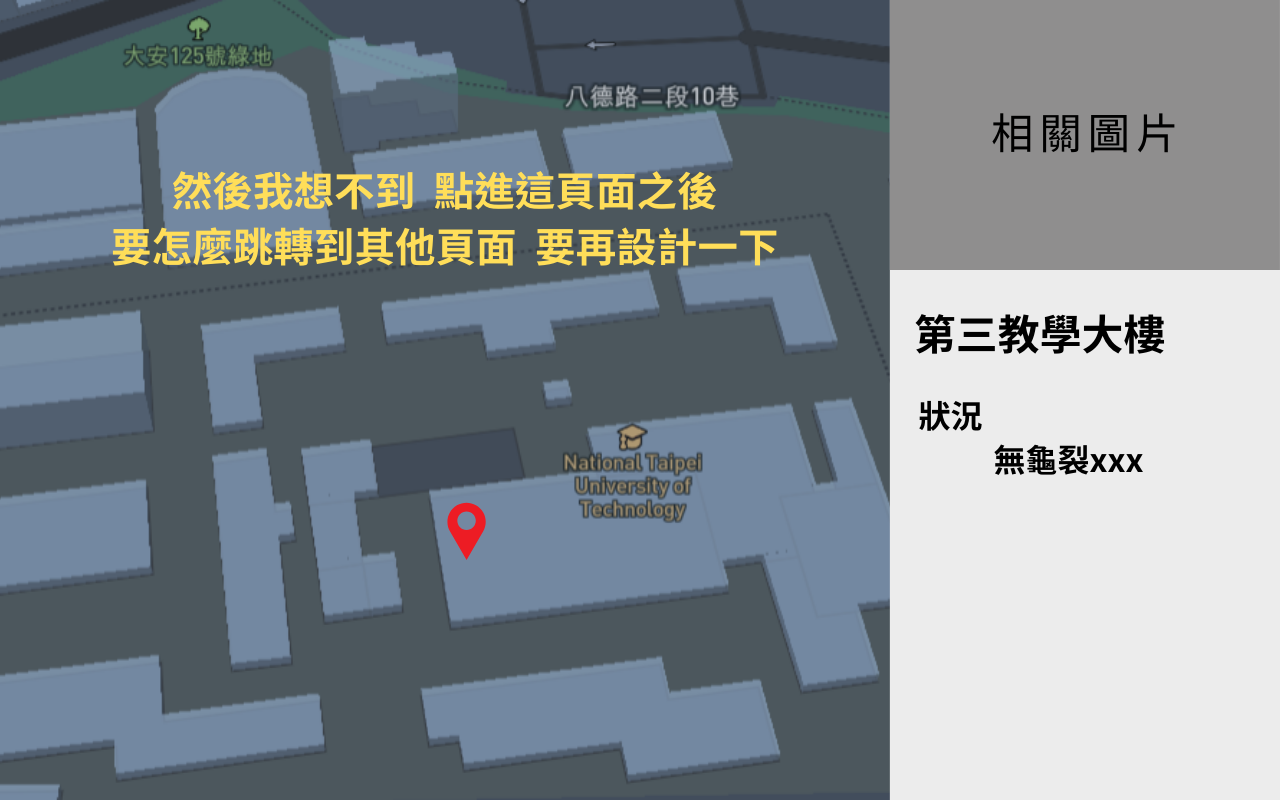 大安125號綠地
八德路二段10巷
然後我想不到 點進這頁面之後
要怎麼跳轉到其他頁面 要再設計一下
National Taipei
University of
Technology
相關圖片
第三教學大樓
狀況
無龜裂xxx